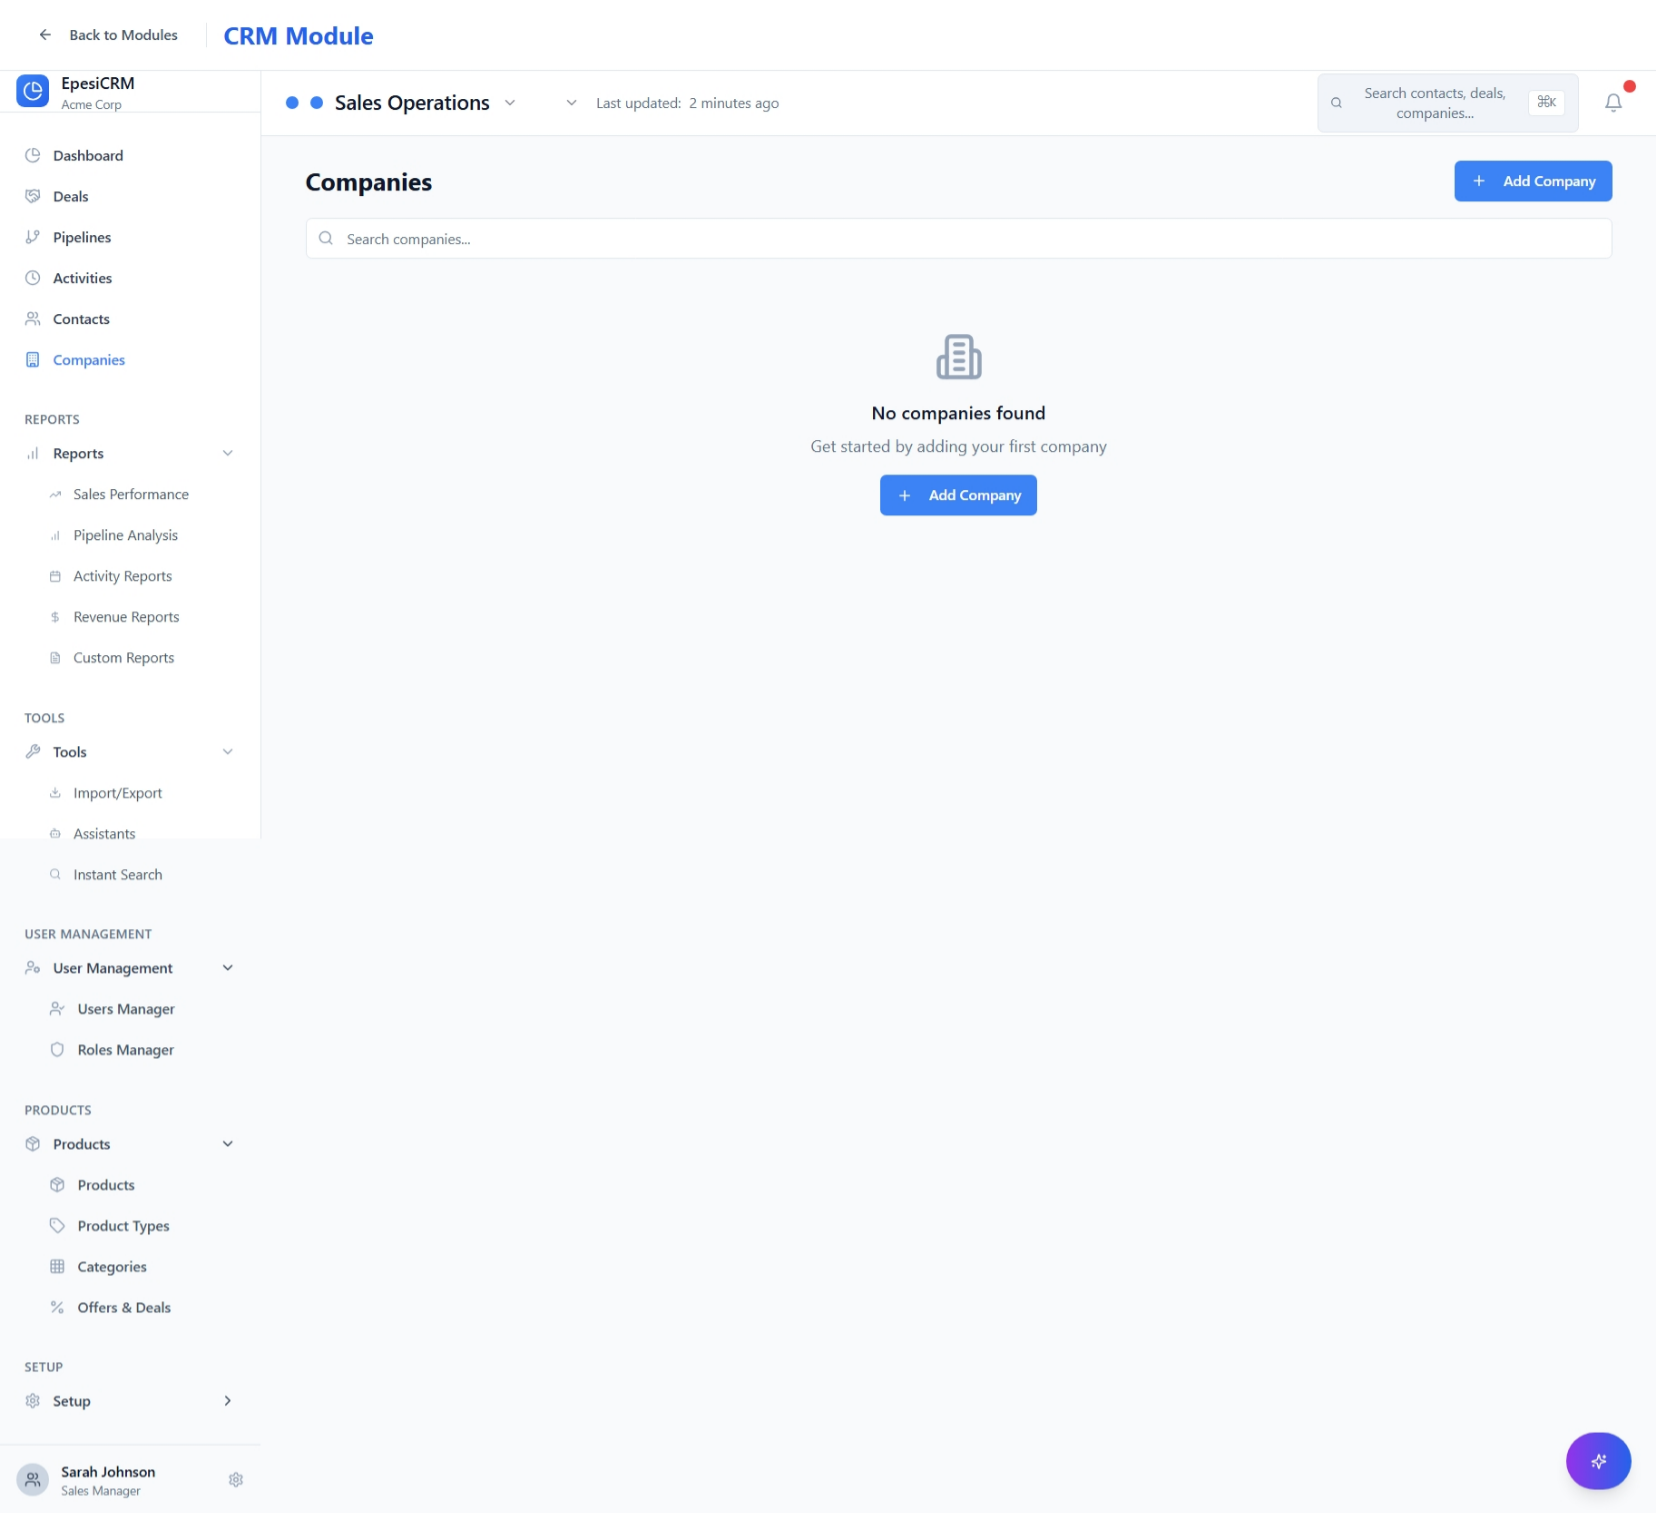 Back to Modules
CRM Module
EpesiCRM
Acme Corp
Dashboard
Deals
Pipelines
Activities
Contacts
Companies
REPORTS
Reports
Sales Performance
Pipeline Analysis
Activity Reports
Revenue Reports
Custom Reports
TOOLS
Tools
Import/Export
Assistants
Instant Search
USER MANAGEMENT
User Management
Users Manager
Roles Manager
PRODUCTS
Products
Products
Product Types
Categories
Offers & Deals
SETUP
Setup
Sarah Johnson
Sales Manager
Sales Operations
Last updated: 2 minutes ago
Search contacts, deals,
companies...
⌘K
Companies
Add Company
Search companies...
No companies found
Get started by adding your first company
Add Company